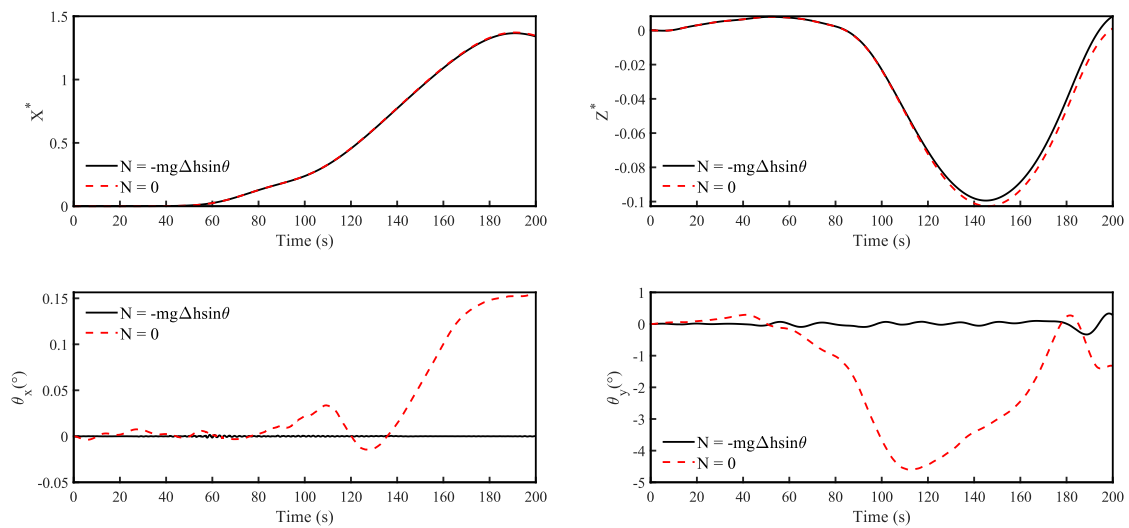 1.5
1
0.5
0
X*
N = -mgΔhsinθ
N = 0
0 20 40 60 80 100 120 140 160 180 200
Time (s)
0
-0.02
-0.04
-0.06
-0.08
-0.1
Z*
N = -mgΔhsinθ
N = 0
0 20 40 60 80 100 120 140 160 180 200
Time (s)
0.15
0.1
0.05
0
-0.05
θx(°)
N = -mgΔhsinθ
N = 0
0 20 40 60 80 100 120 140 160 180 200
Time (s)
1
0
-1
-2
-3
-4
-5
θy(°)
N = -mgΔhsinθ
N = 0
0 20 40 60 80 100 120 140 160 180 200
Time (s)